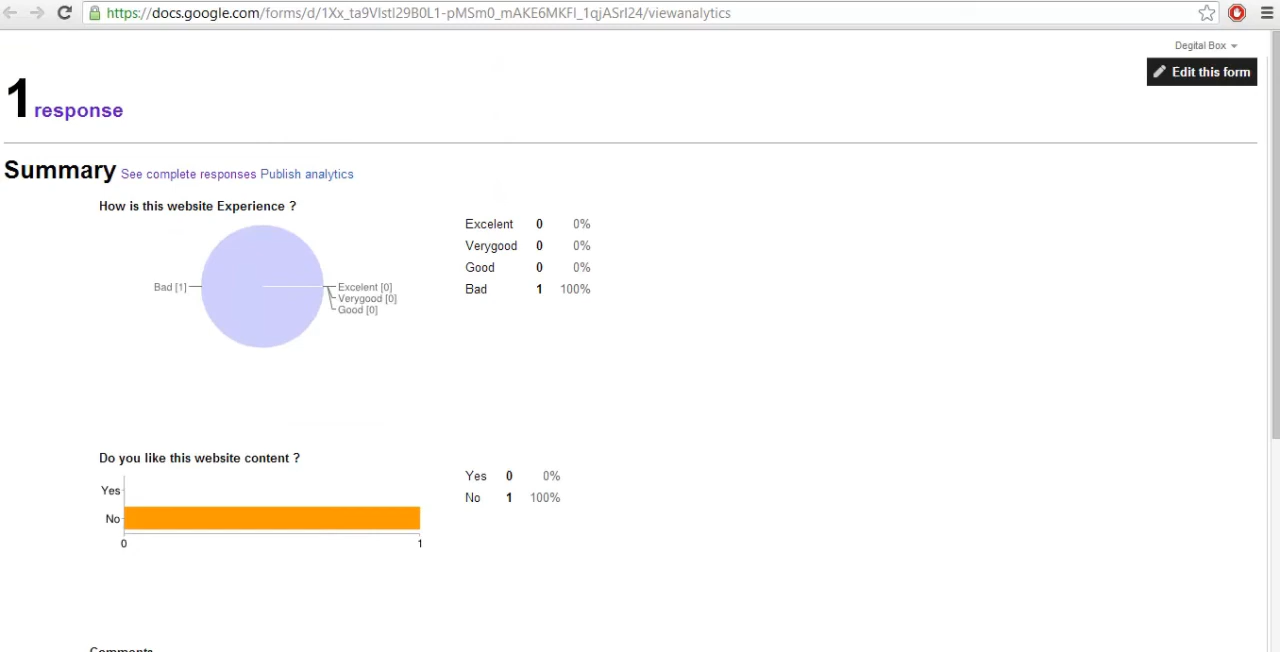 https://docs.google.com/forms/d/1Xx_ta9VlstI29B0L1-pMSm0_mAKE6MKFl_1qjASrI24/viewanalytics
Degital Box
Edit this form
1 response
Summary See complete responses Publish analytics
How is this website Experience ?
Bad [1]
Excelent [0]
Verygood [0]
Good [0]
Excelent 0 0%
Verygood 0 0%
Good 0 0%
Bad 1 100%
Do you like this website content ?
Yes
No
0 1
Yes 0 0%
No 1 100%
Comments